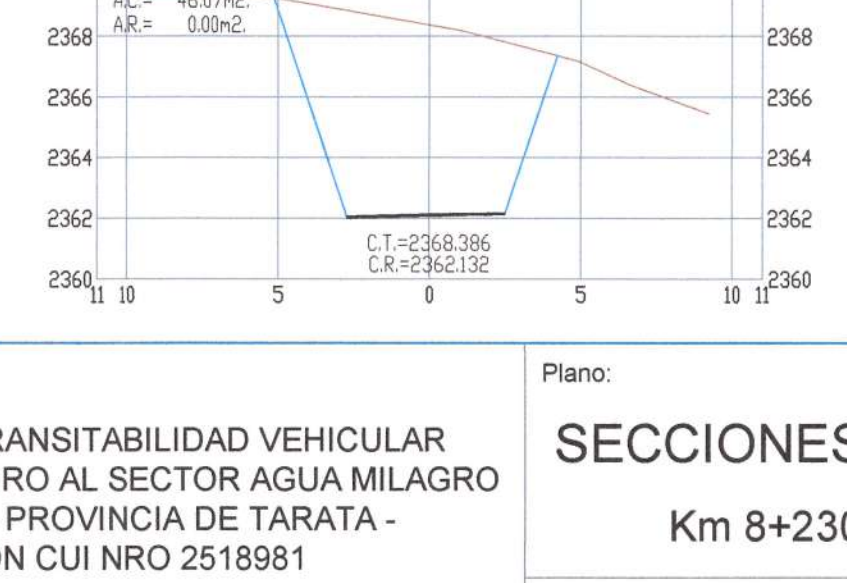 A.C.= 46.07m2.
A.R.= 0.00m2.
2368 2368
2366 2366
2364 2364
2362 2362
C.T.=2368.386
C.R.=2362.132
2360 2360
11 10 5 0 5 10 11
Plano:
RANSITABILIDAD VEHICULAR
RO AL SECTOR AGUA MILAGRO
PROVINCIA DE TARATA -
ON CUI NRO 2518981
SECCIONES
Km 8+230